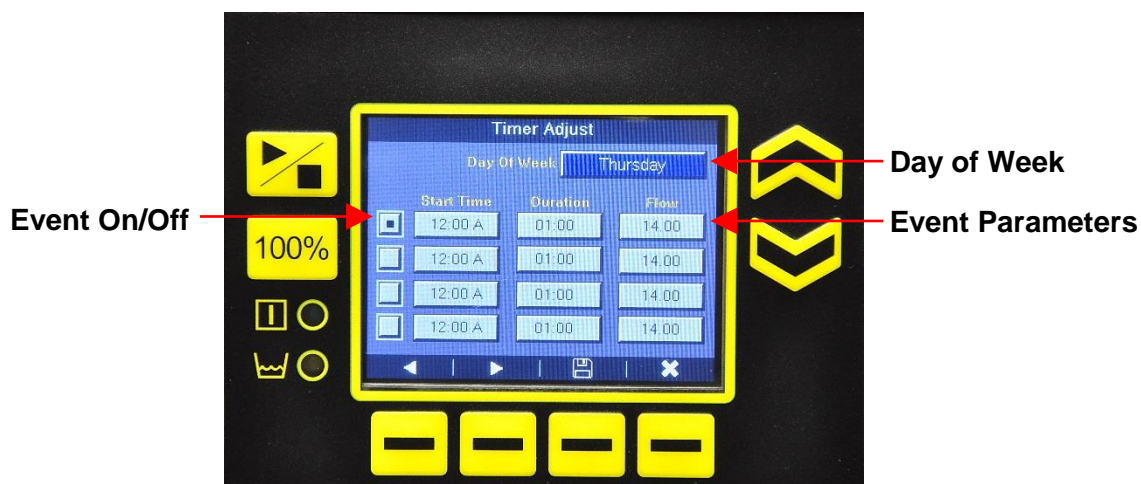 Timer Adjust
Day Of Week Thursday
Day of Week
Start Time Duration Flow
Event On/Off
12:00 A 01:00 14.00
Event Parameters
100%
12:00 A 01:00 14.00
12:00 A 01:00 14.00
12:00 A 01:00 14.00